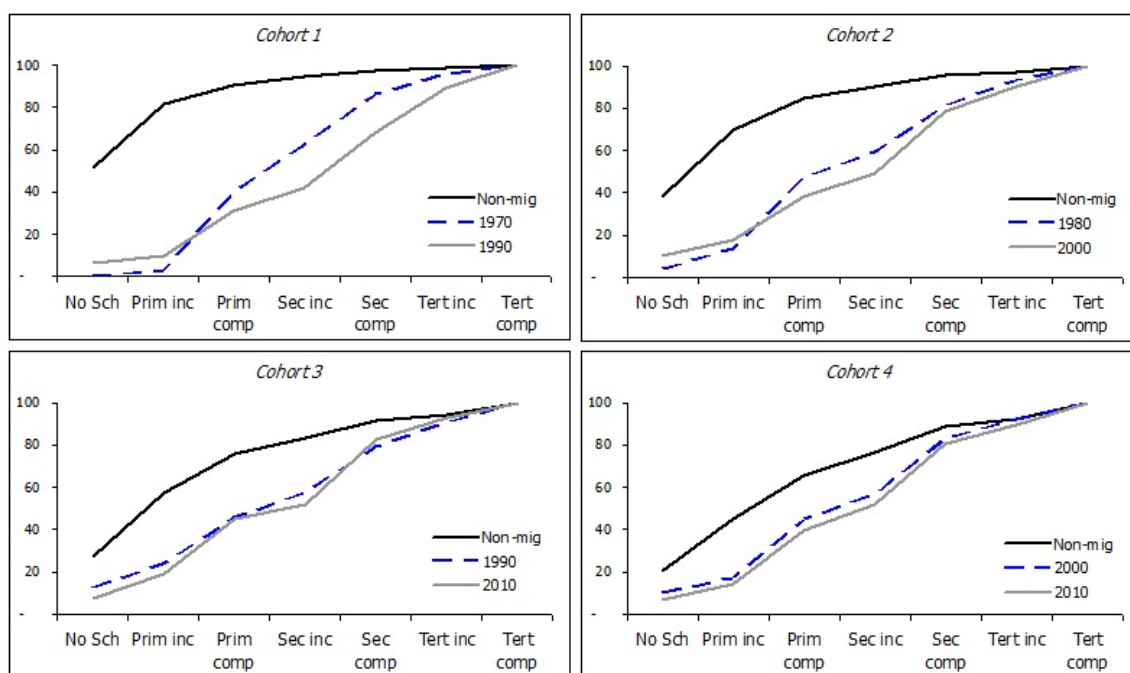 Cohort 1
100
80
60
40
20
-
Non-mig
1970
1990
No Sch Prim inc Prim comp Sec inc Sec comp Tert inc Tert comp
Cohort 2
100
80
60
40
20
-
Non-mig
1980
2000
No Sch Prim inc Prim comp Sec inc Sec comp Tert inc Tert comp
Cohort 3
100
80
60
40
20
-
Non-mig
1990
2010
No Sch Prim inc Prim comp Sec inc Sec comp Tert inc Tert comp
Cohort 4
100
80
60
40
20
-
Non-mig
2000
2010
No Sch Prim inc Prim comp Sec inc Sec comp Tert inc Tert comp